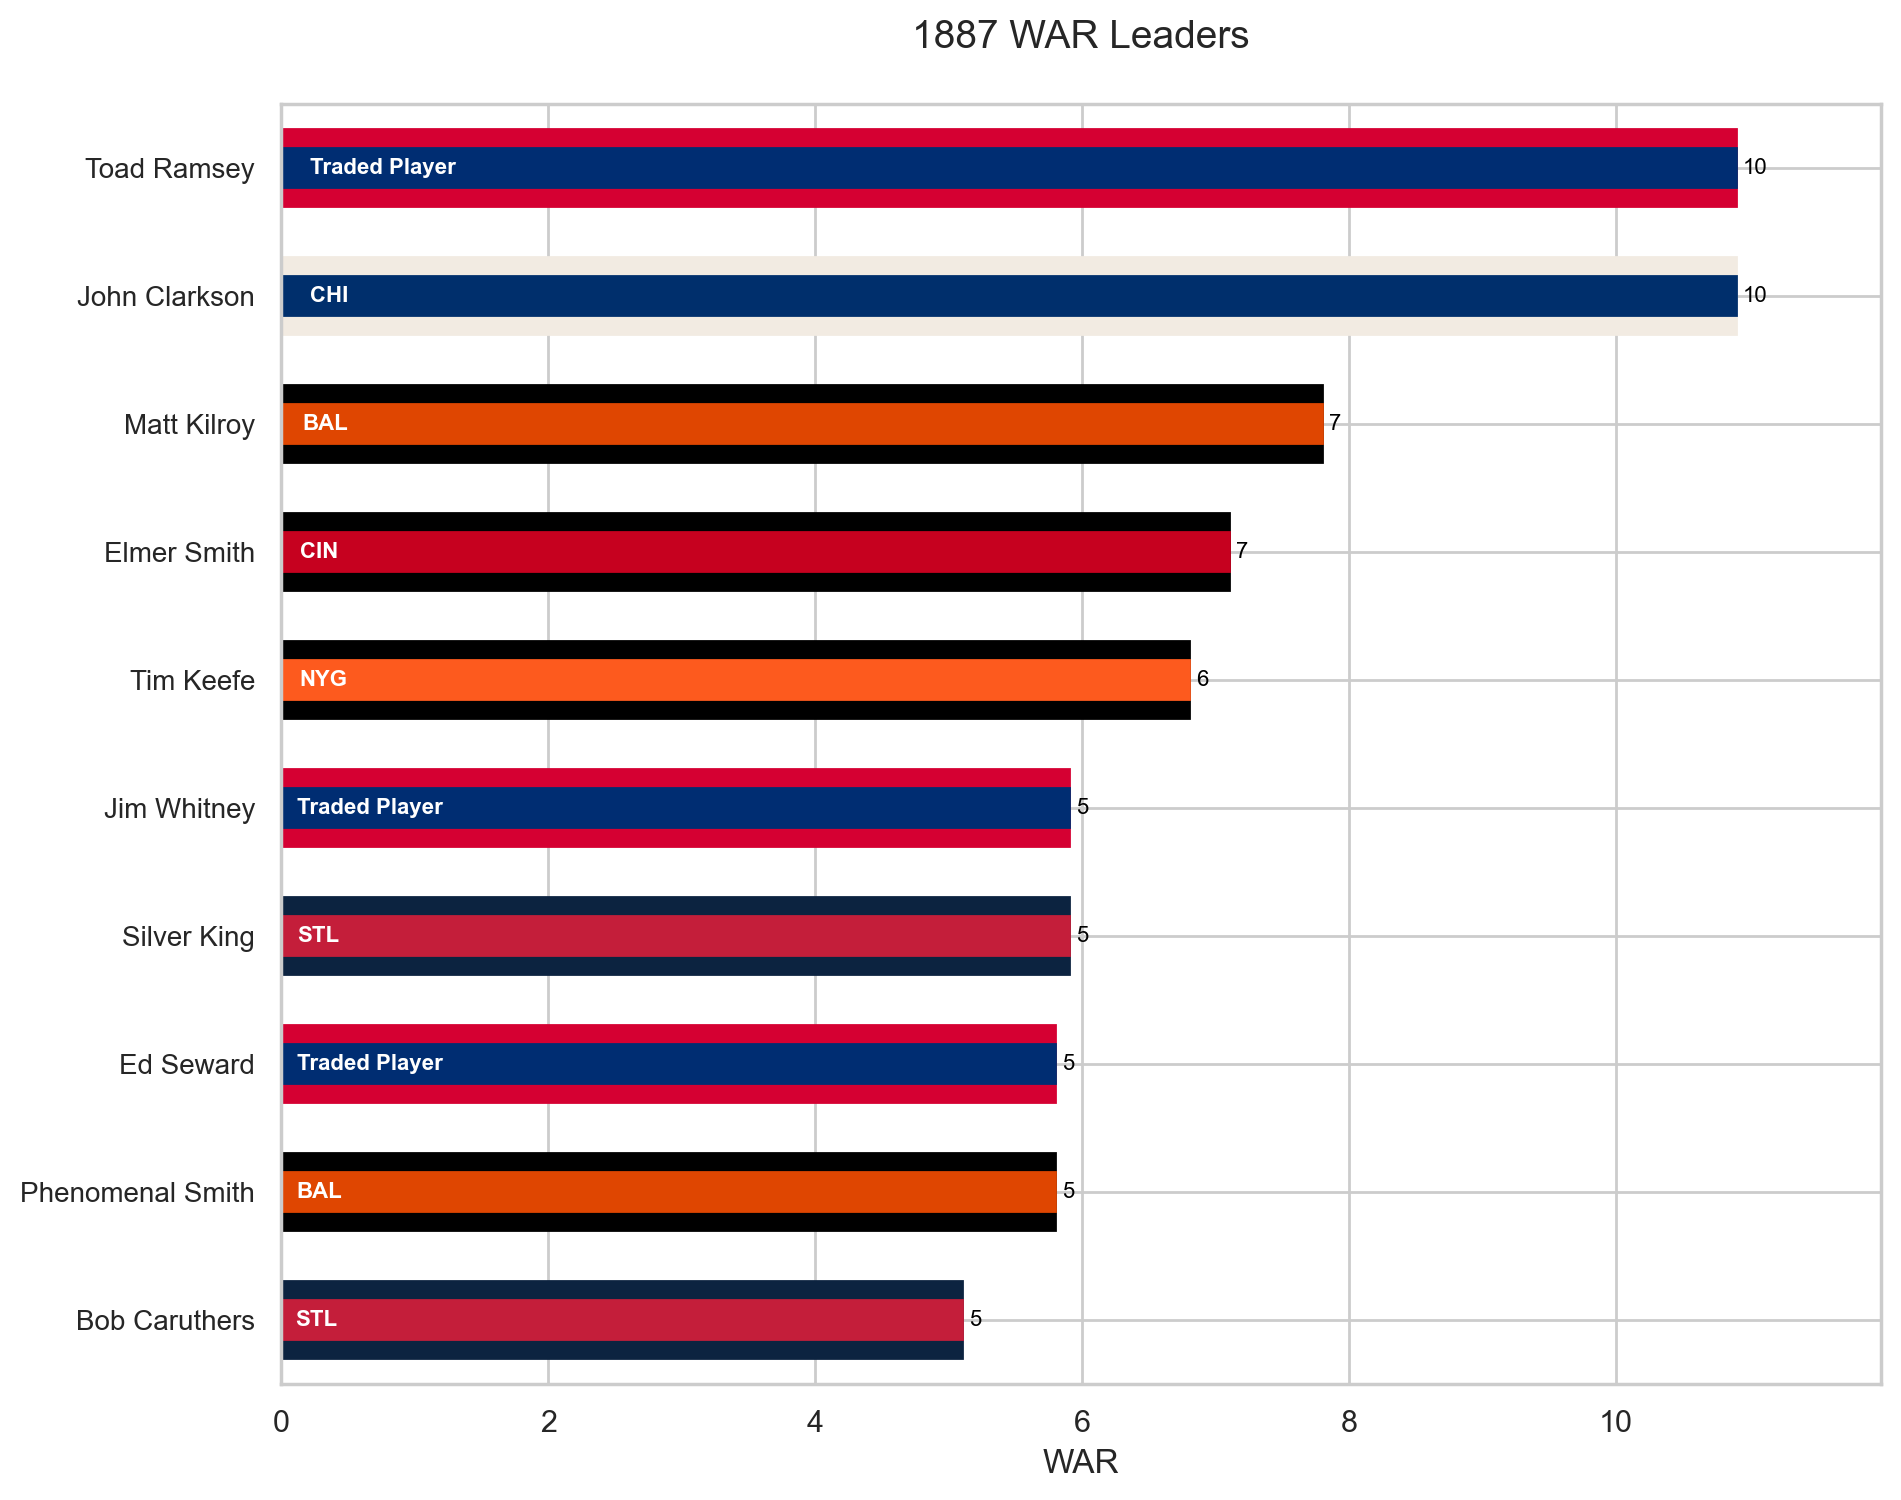 1887 WAR Leaders
Toad Ramsey Traded Player 10
John Clarkson CHI 10
Matt Kilroy BAL 7
Elmer Smith CIN 7
Tim Keefe NYG 6
Jim Whitney Traded Player 5
Silver King STL 5
Ed Seward Traded Player 5
Phenomenal Smith BAL 5
Bob Caruthers STL 5
0 2 4 6 8 10
WAR